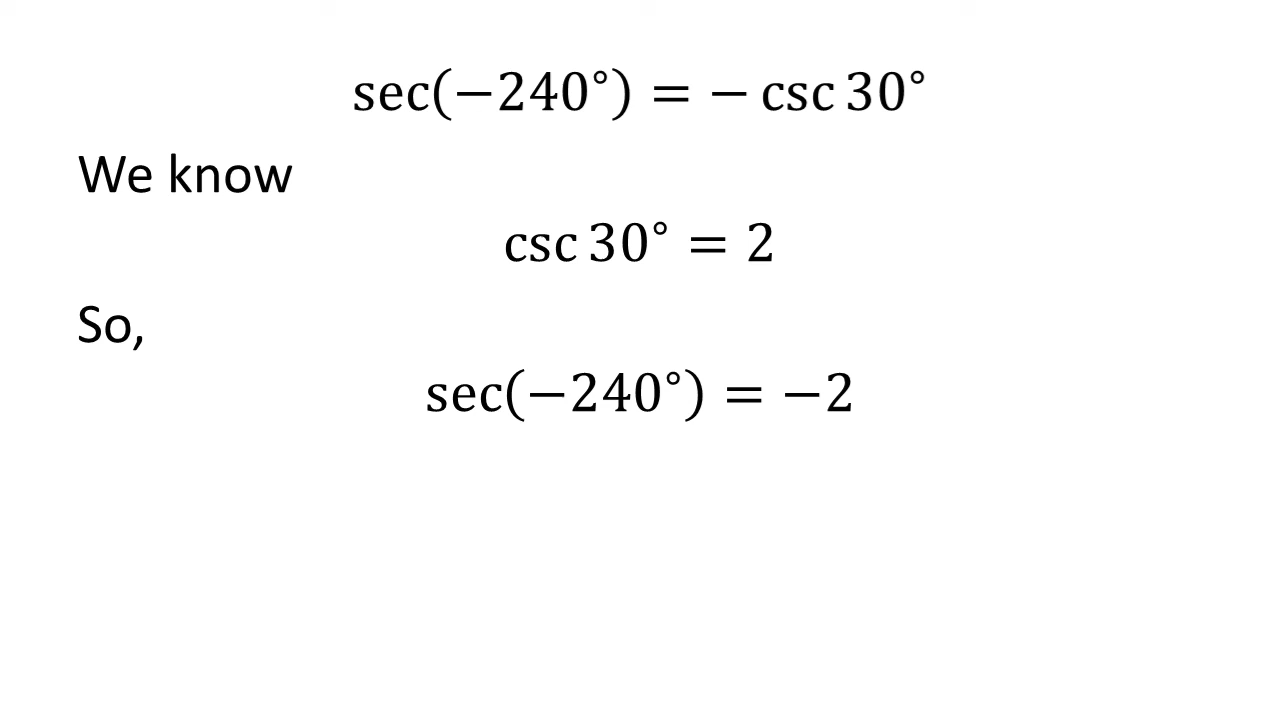 sec(−240°) = − csc 30°
We know
csc 30° = 2
So,
sec(−240°) = −2